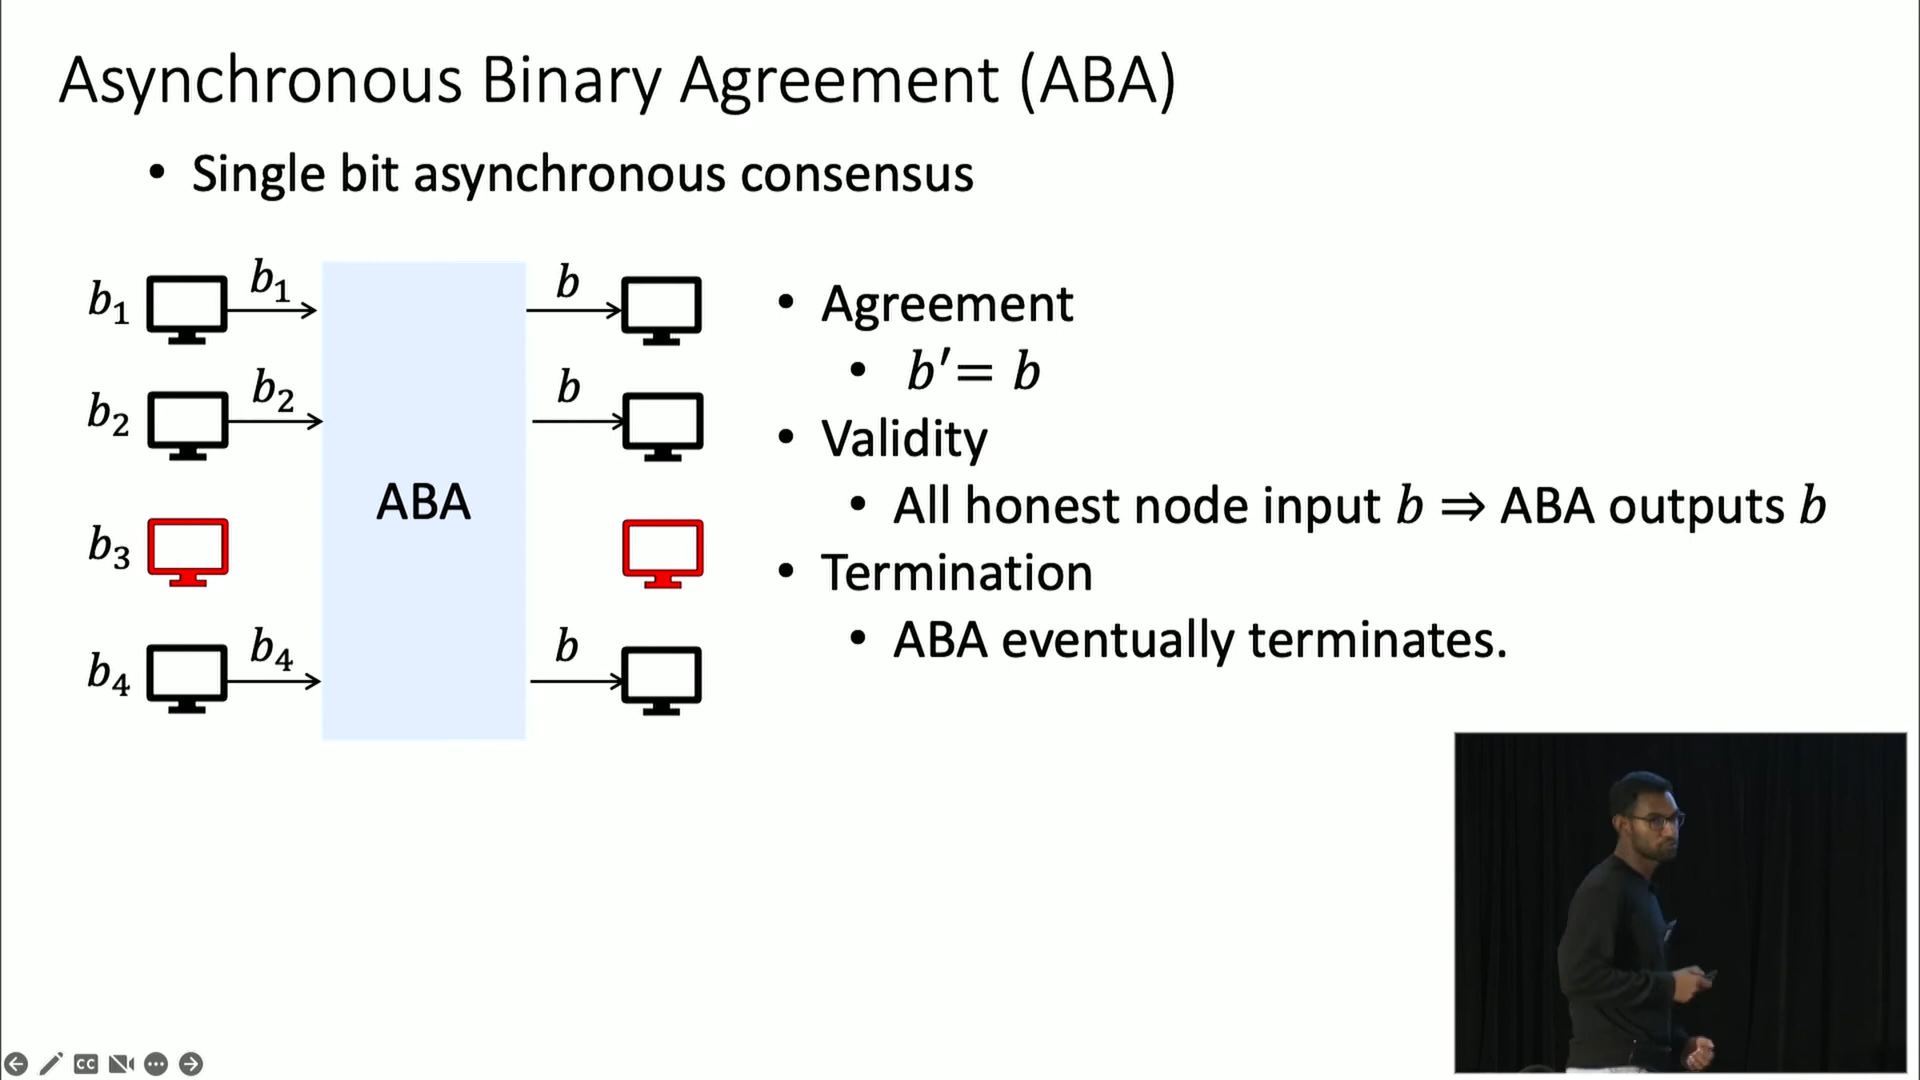 Asynchronous Binary Agreement (ABA)
• Single bit asynchronous consensus
b₁ b₁ b
b₂ b₂ b
ABA
b₃
b₄ b₄ b
• Agreement
• b′= b
• Validity
• All honest node input b ⇒ ABA outputs b
• Termination
• ABA eventually terminates.
CC